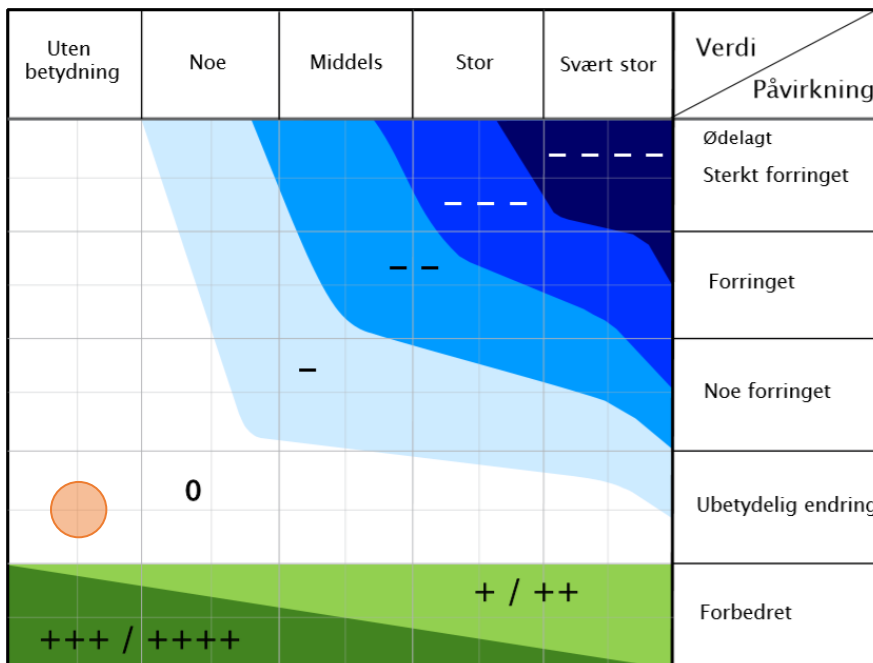 Uten
betydning
Noe
Middels
Stor
Svært stor
Verdi
Påvirkning
Ødelagt
Sterkt forringet
– – – –
– – –
Forringet
– –
Noe forringet
–
Ubetydelig endring
0
Forbedret
+ / ++
+++ / ++++